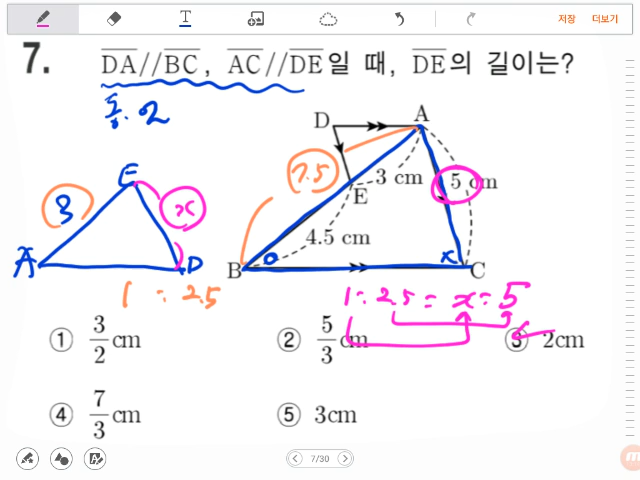 저장 더보기
7. DA//BC, AC//DE일 때, DE의 길이는?
2
D A
7.5 3 cm 5 cm
E
4.5 cm
B C
E
3 x
A D
1 : 2.5
o x
1 : 2.5 = x : 5
① 3/2 cm ② 5/3 cm ③ 2cm
④ 7/3 cm ⑤ 3cm
7/30